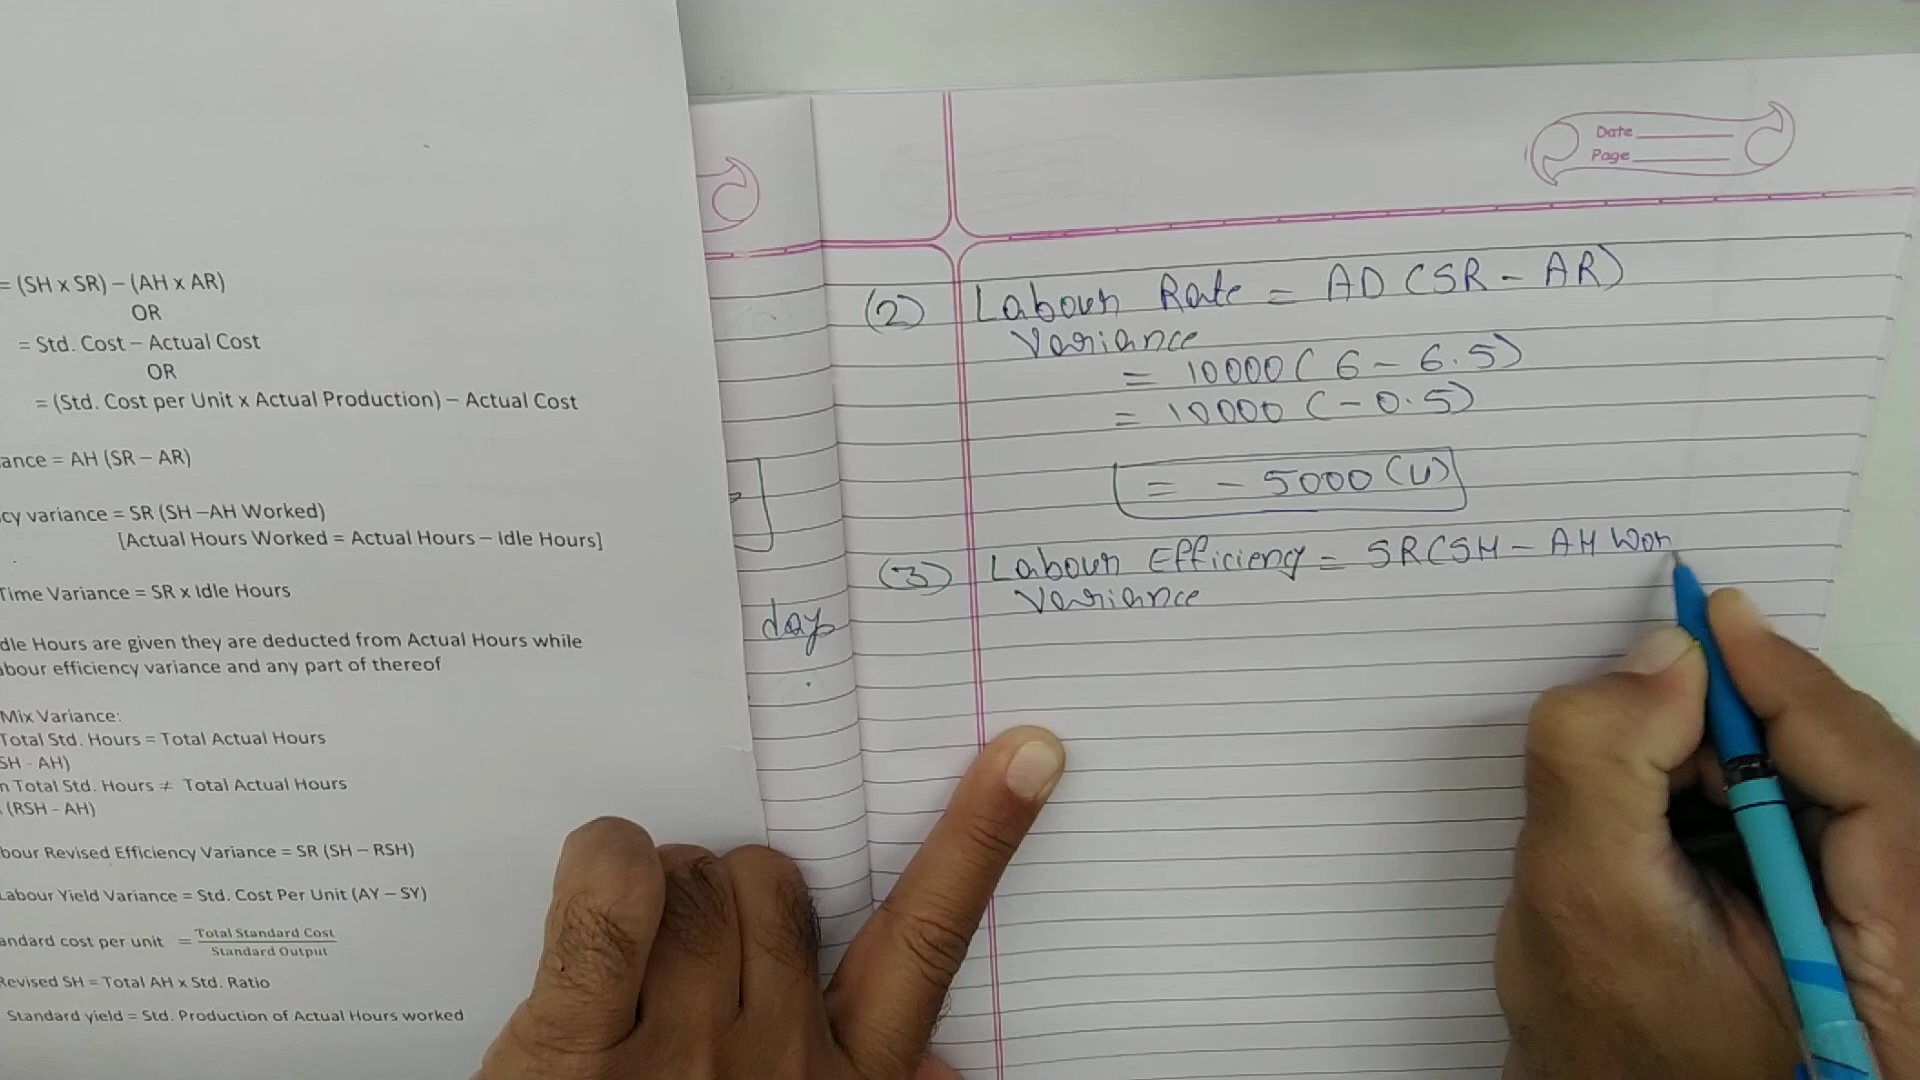 = (SH x SR) – (AH x AR)
OR
= Std. Cost – Actual Cost
OR
= (Std. Cost per Unit x Actual Production) – Actual Cost
ance = AH (SR – AR)
cy variance = SR (SH –AH Worked)
[Actual Hours Worked = Actual Hours – Idle Hours]
Time Variance = SR x Idle Hours
dle Hours are given they are deducted from Actual Hours while
bour efficiency variance and any part of thereof
Mix Variance:
Total Std. Hours = Total Actual Hours
SH - AH)
n Total Std. Hours ≠ Total Actual Hours
(RSH - AH)
bour Revised Efficiency Variance = SR (SH – RSH)
Labour Yield Variance = Std. Cost Per Unit (AY – SY)
andard cost per unit = Total Standard Cost / Standard Output
Revised SH = Total AH x Std. Ratio
Standard yield = Std. Production of Actual Hours worked
day
Date
Page
(2) Labour Rate = AD (SR - AR)
Variance
= 10000 (6 - 6.5)
= 10000 (-0.5)
= - 5000 (U)
(3) Labour Efficiency = SR (SH - AH Wor
Variance